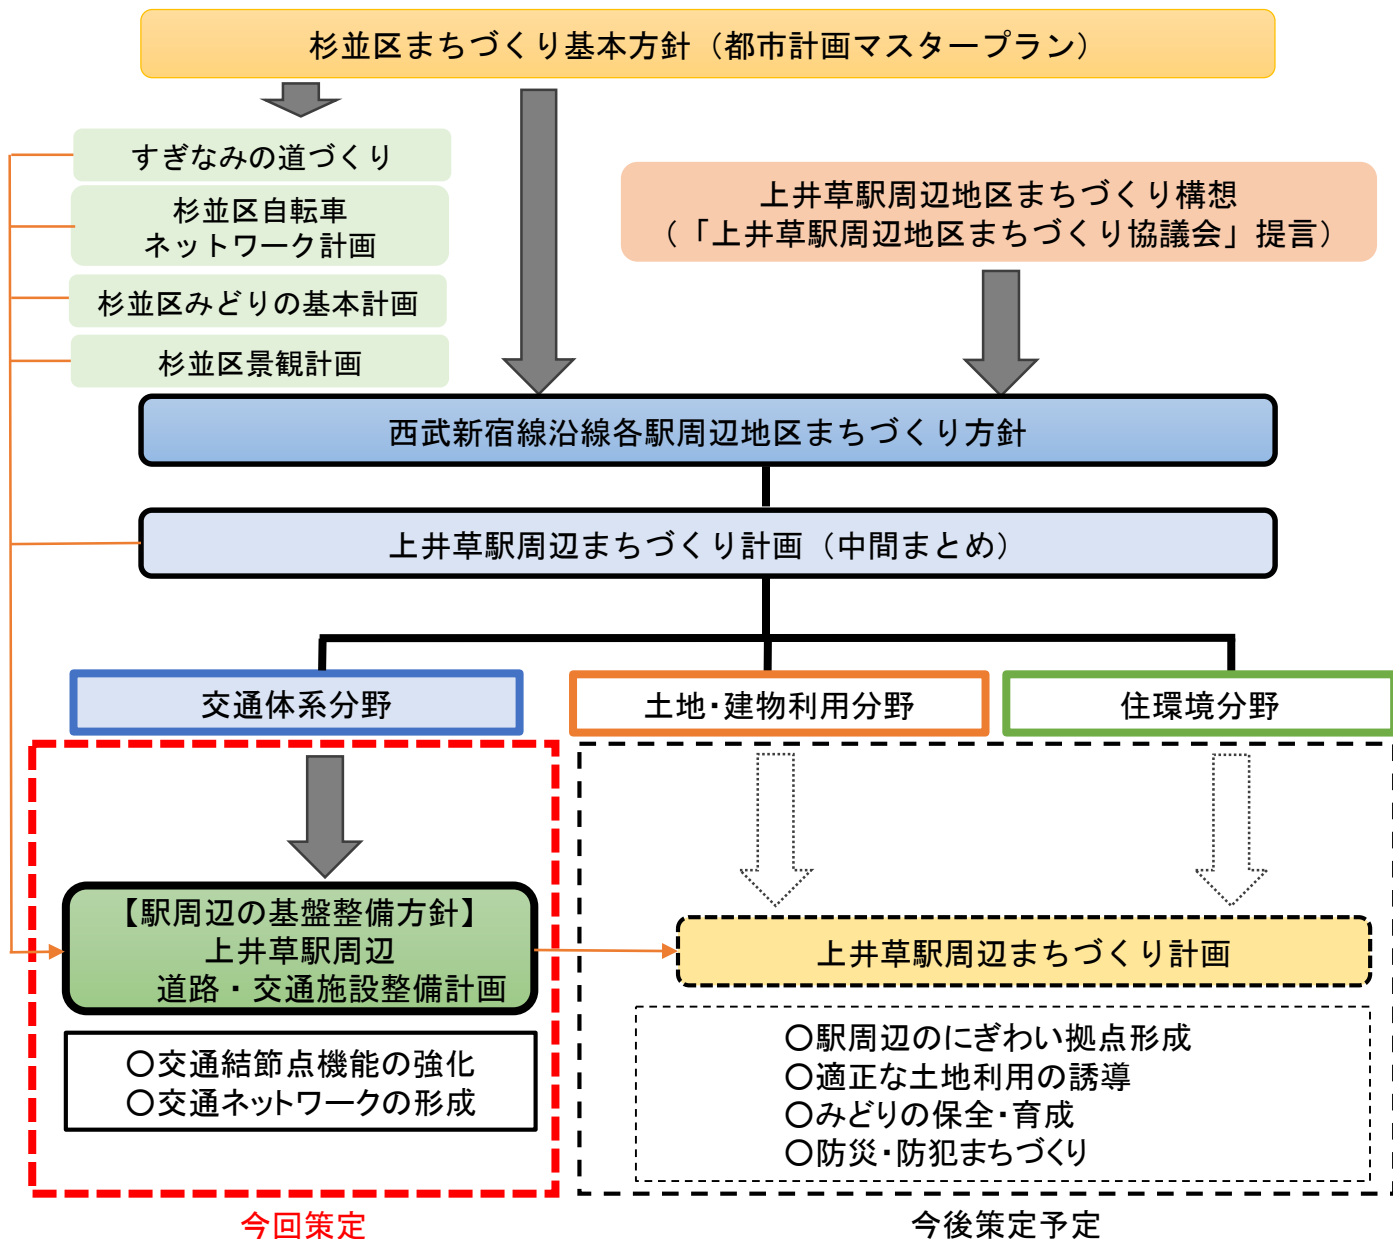 杉並区まちづくり基本方針（都市計画マスタープラン）
すぎなみの道づくり
杉並区自転車
ネットワーク計画
杉並区みどりの基本計画
杉並区景観計画
上井草駅周辺地区まちづくり構想
（「上井草駅周辺地区まちづくり協議会」提言）
西武新宿線沿線各駅周辺地区まちづくり方針
上井草駅周辺まちづくり計画（中間まとめ）
交通体系分野
土地・建物利用分野
住環境分野
【駅周辺の基盤整備方針】
上井草駅周辺
道路・交通施設整備計画
○交通結節点機能の強化
○交通ネットワークの形成
上井草駅周辺まちづくり計画
○駅周辺のにぎわい拠点形成
○適正な土地利用の誘導
○みどりの保全・育成
○防災・防犯まちづくり
今回策定
今後策定予定